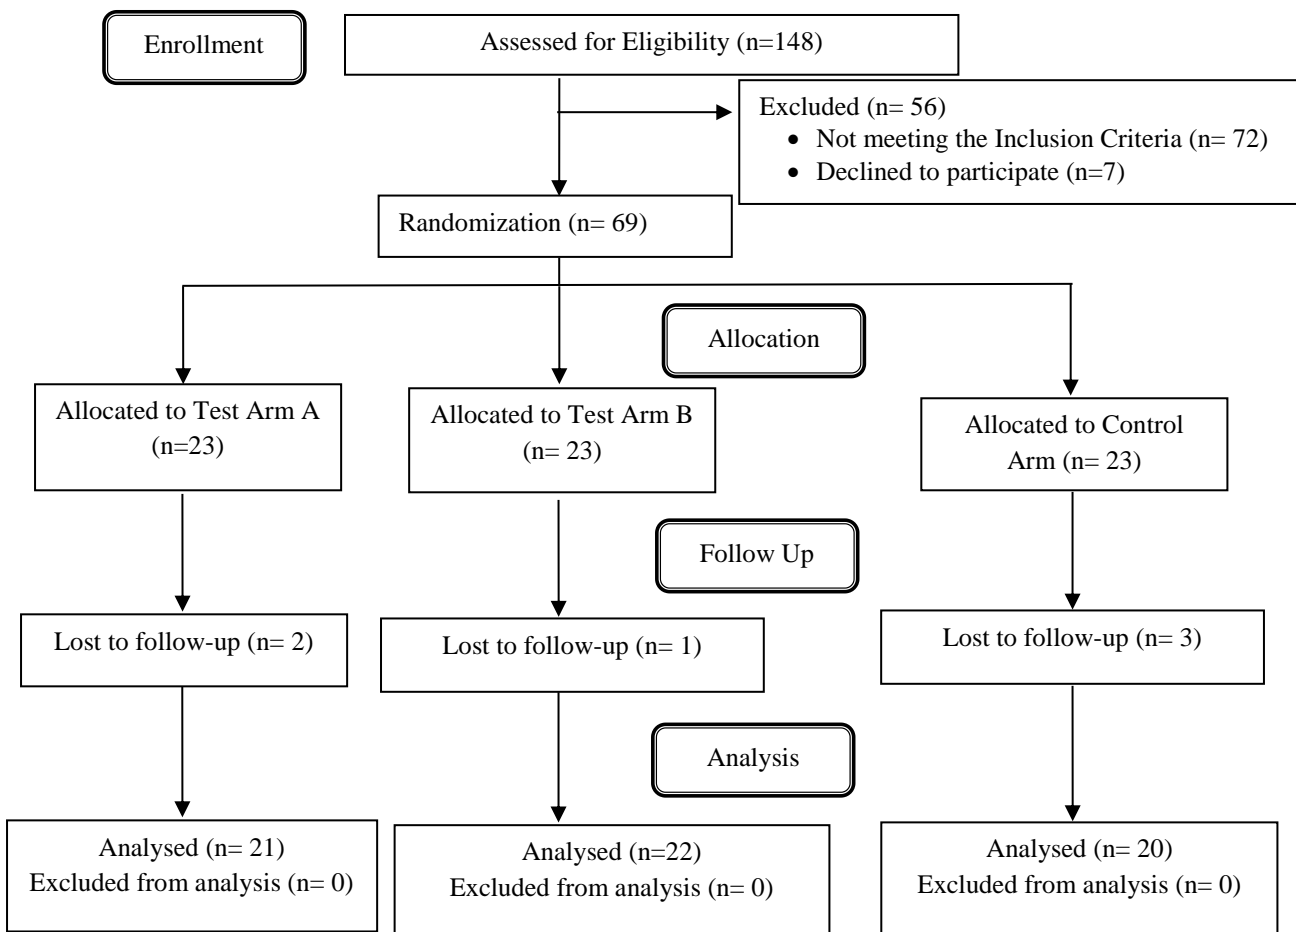 Enrollment
Assessed for Eligibility (n=148)
Excluded (n= 56)
• Not meeting the Inclusion Criteria (n= 72)
• Declined to participate (n=7)
Randomization (n= 69)
Allocation
Allocated to Test Arm A
(n=23)
Allocated to Test Arm B
(n= 23)
Allocated to Control
Arm (n= 23)
Follow Up
Lost to follow-up (n= 2)
Lost to follow-up (n= 1)
Lost to follow-up (n= 3)
Analysis
Analysed (n= 21)
Excluded from analysis (n= 0)
Analysed (n=22)
Excluded from analysis (n= 0)
Analysed (n= 20)
Excluded from analysis (n= 0)